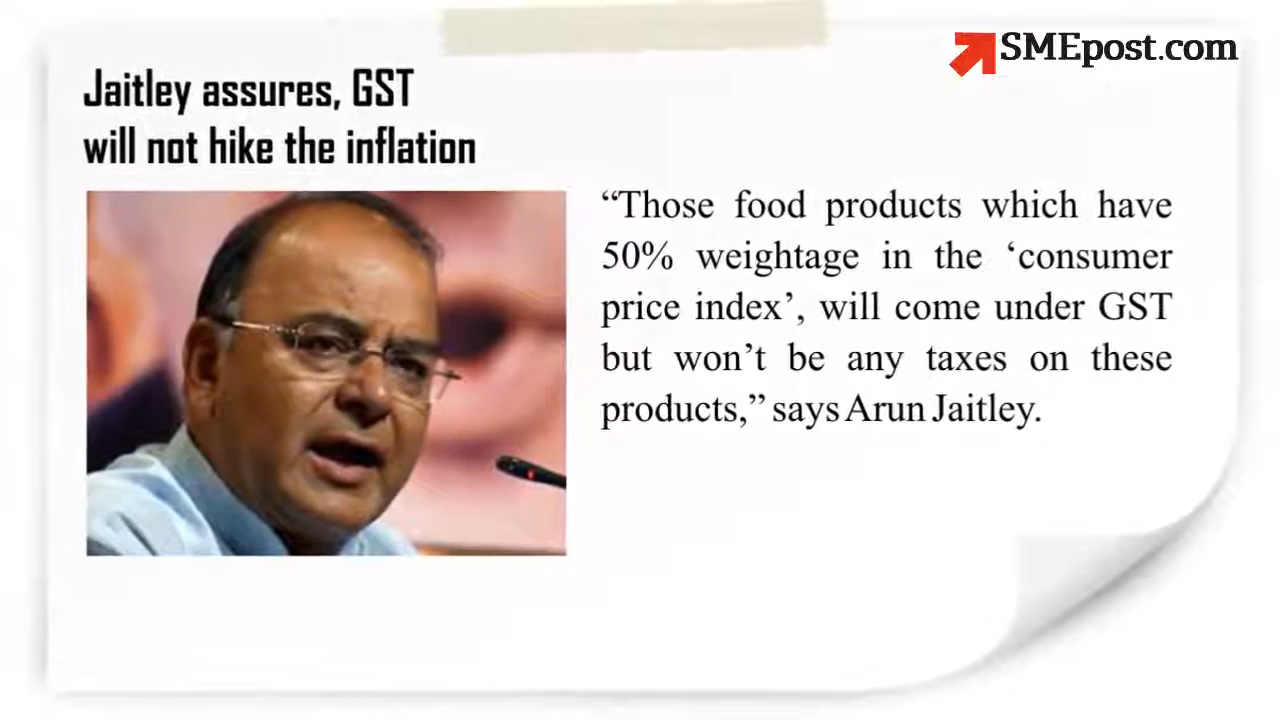 SMEpost.com
Jaitley assures, GST
will not hike the inflation
“Those food products which have
50% weightage in the ‘consumer
price index’, will come under GST
but won’t be any taxes on these
products,” says Arun Jaitley.